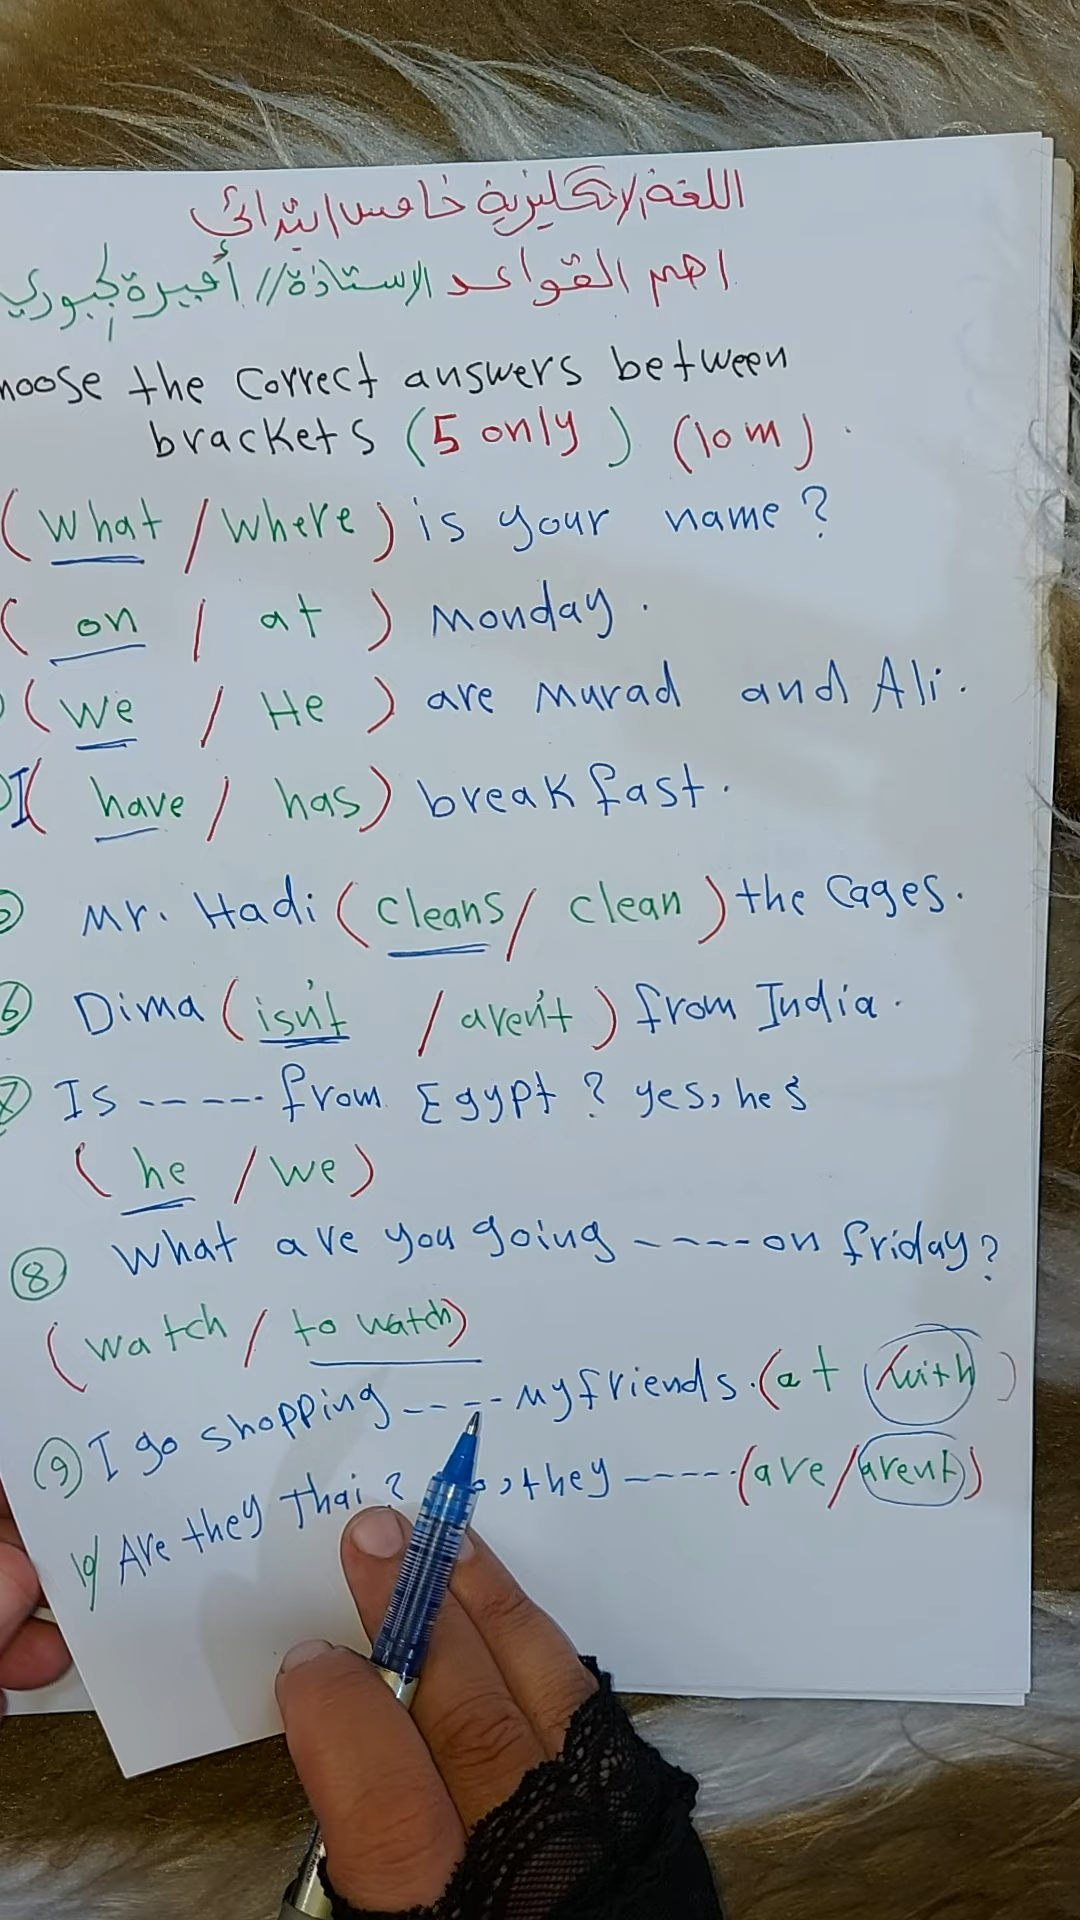 اللغة الانكليزية خامس ابتدائي
اهم القواعد الاستاذة // أميرة الجبوري
hoose the correct answers between
brackets (5 only) (10 m)
(what / where) is your name?
(on / at) Monday.
(we / He) are Murad and Ali.
I (have / has) breakfast.
5 Mr. Hadi (cleans / clean) the cages.
6 Dima (isn't / aren't) from India.
7 Is ----- from Egypt? yes, he s
(he / we)
8 What are you going ---- on friday?
(watch / to watch)
9) I go shopping ---- my friends. (at / with)
10/ Are they Thai? , they ----- (are / arent)